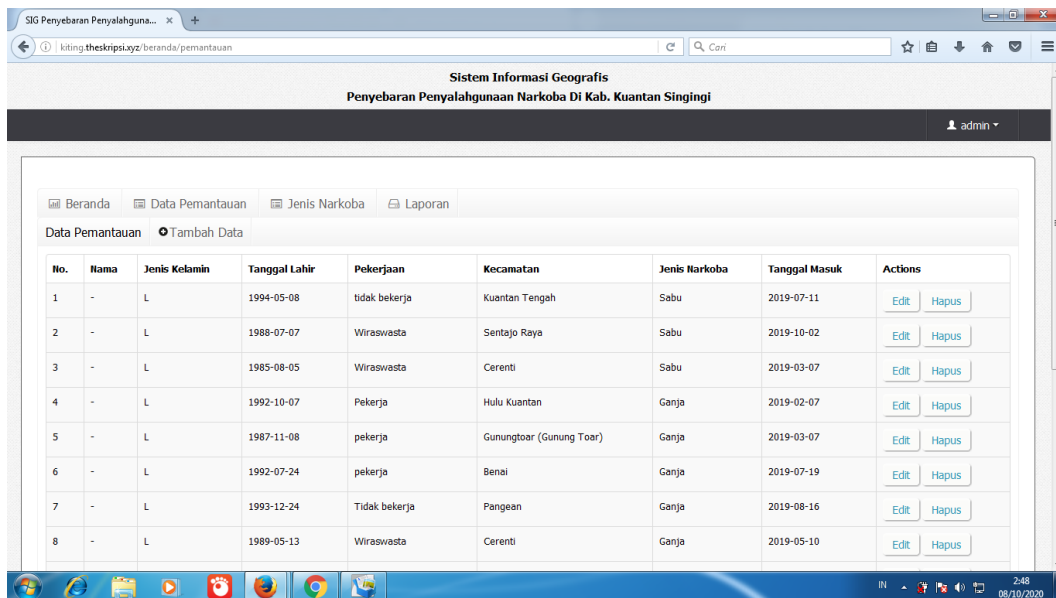 SIG Penyebaran Penyalahguna...
kiting.theskripsi.xyz/beranda/pemantauan
Cari
Sistem Informasi Geografis
Penyebaran Penyalahgunaan Narkoba Di Kab. Kuantan Singingi
admin
Beranda Data Pemantauan Jenis Narkoba Laporan
Data Pemantauan Tambah Data
No. Nama Jenis Kelamin Tanggal Lahir Pekerjaan Kecamatan Jenis Narkoba Tanggal Masuk Actions
1 - L 1994-05-08 tidak bekerja Kuantan Tengah Sabu 2019-07-11 Edit Hapus
2 - L 1988-07-07 Wiraswasta Sentajo Raya Sabu 2019-10-02 Edit Hapus
3 - L 1985-08-05 Wiraswasta Cerenti Sabu 2019-03-07 Edit Hapus
4 - L 1992-10-07 Pekerja Hulu Kuantan Ganja 2019-02-07 Edit Hapus
5 - L 1987-11-08 pekerja Gunungtoar (Gunung Toar) Ganja 2019-03-07 Edit Hapus
6 - L 1992-07-24 pekerja Benai Ganja 2019-07-19 Edit Hapus
7 - L 1993-12-24 Tidak bekerja Pangean Ganja 2019-08-16 Edit Hapus
8 - L 1989-05-13 Wiraswasta Cerenti Ganja 2019-05-10 Edit Hapus
IN 2:48
08/10/2020